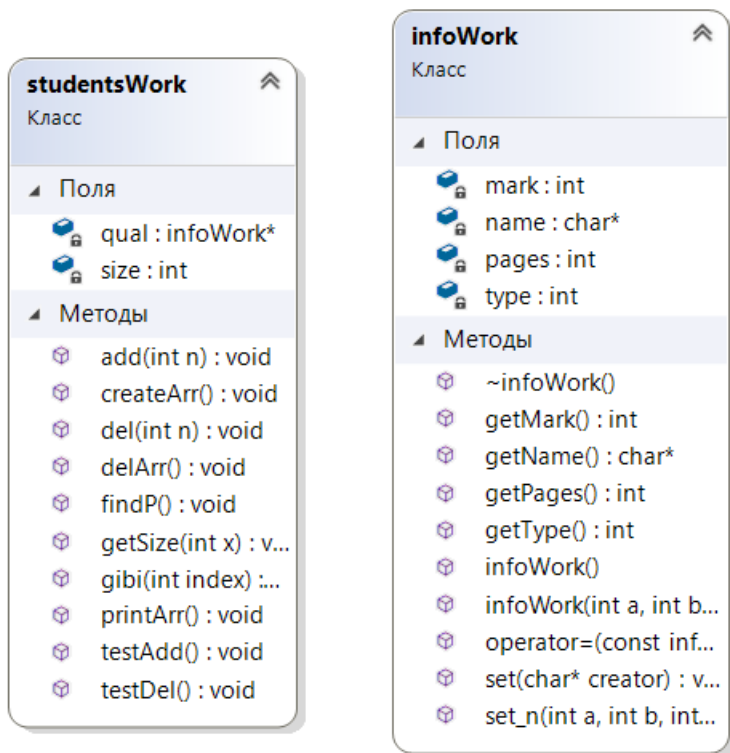 studentsWork
Класс
Поля
qual : infoWork*
size : int
Методы
add(int n) : void
createArr() : void
del(int n) : void
delArr() : void
findP() : void
getSize(int x) : v...
gibi(int index) :...
printArr() : void
testAdd() : void
testDel() : void
infoWork
Класс
Поля
mark : int
name : char*
pages : int
type : int
Методы
~infoWork()
getMark() : int
getName() : char*
getPages() : int
getType() : int
infoWork()
infoWork(int a, int b...
operator=(const inf...
set(char* creator) : v...
set_n(int a, int b, int...